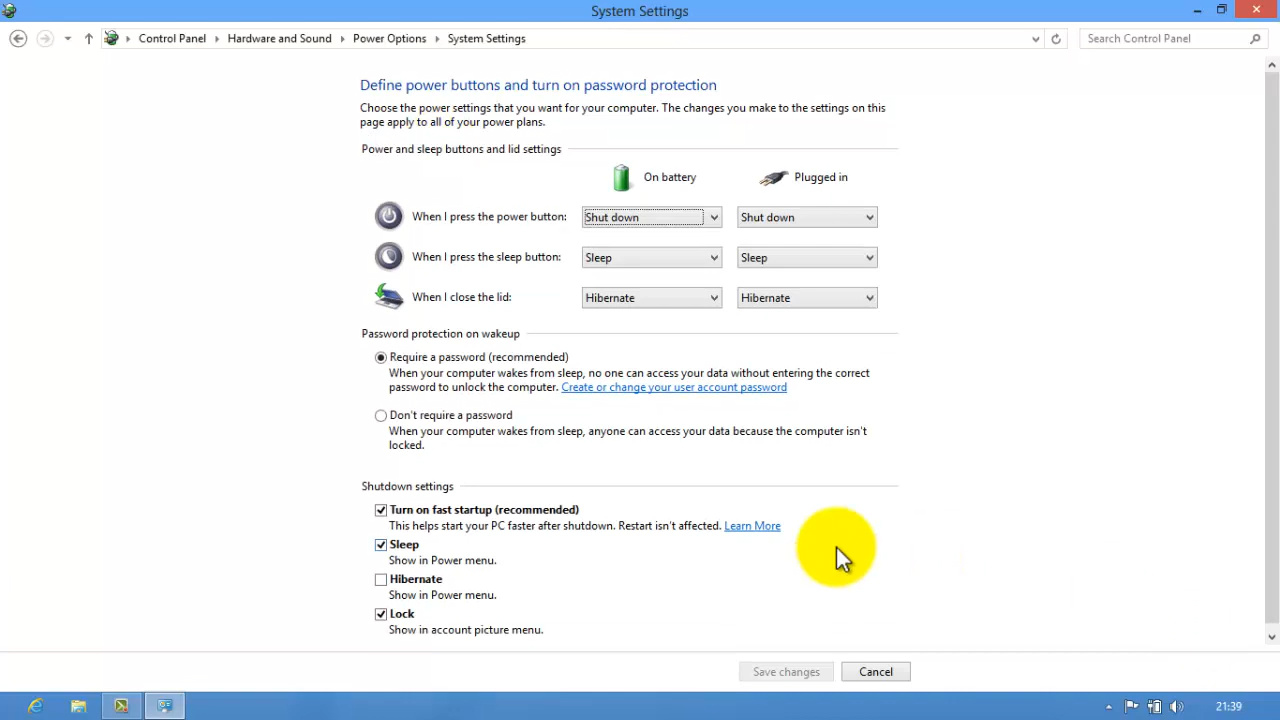 System Settings
Control Panel Hardware and Sound Power Options System Settings
Search Control Panel
Define power buttons and turn on password protection
Choose the power settings that you want for your computer. The changes you make to the settings on this
page apply to all of your power plans.
Power and sleep buttons and lid settings
On battery Plugged in
When I press the power button: Shut down Shut down
When I press the sleep button: Sleep Sleep
When I close the lid: Hibernate Hibernate
Password protection on wakeup
Require a password (recommended)
When your computer wakes from sleep, no one can access your data without entering the correct
password to unlock the computer. Create or change your user account password
Don't require a password
When your computer wakes from sleep, anyone can access your data because the computer isn't
locked.
Shutdown settings
Turn on fast startup (recommended)
This helps start your PC faster after shutdown. Restart isn't affected. Learn More
Sleep
Show in Power menu.
Hibernate
Show in Power menu.
Lock
Show in account picture menu.
Save changes Cancel
21:39